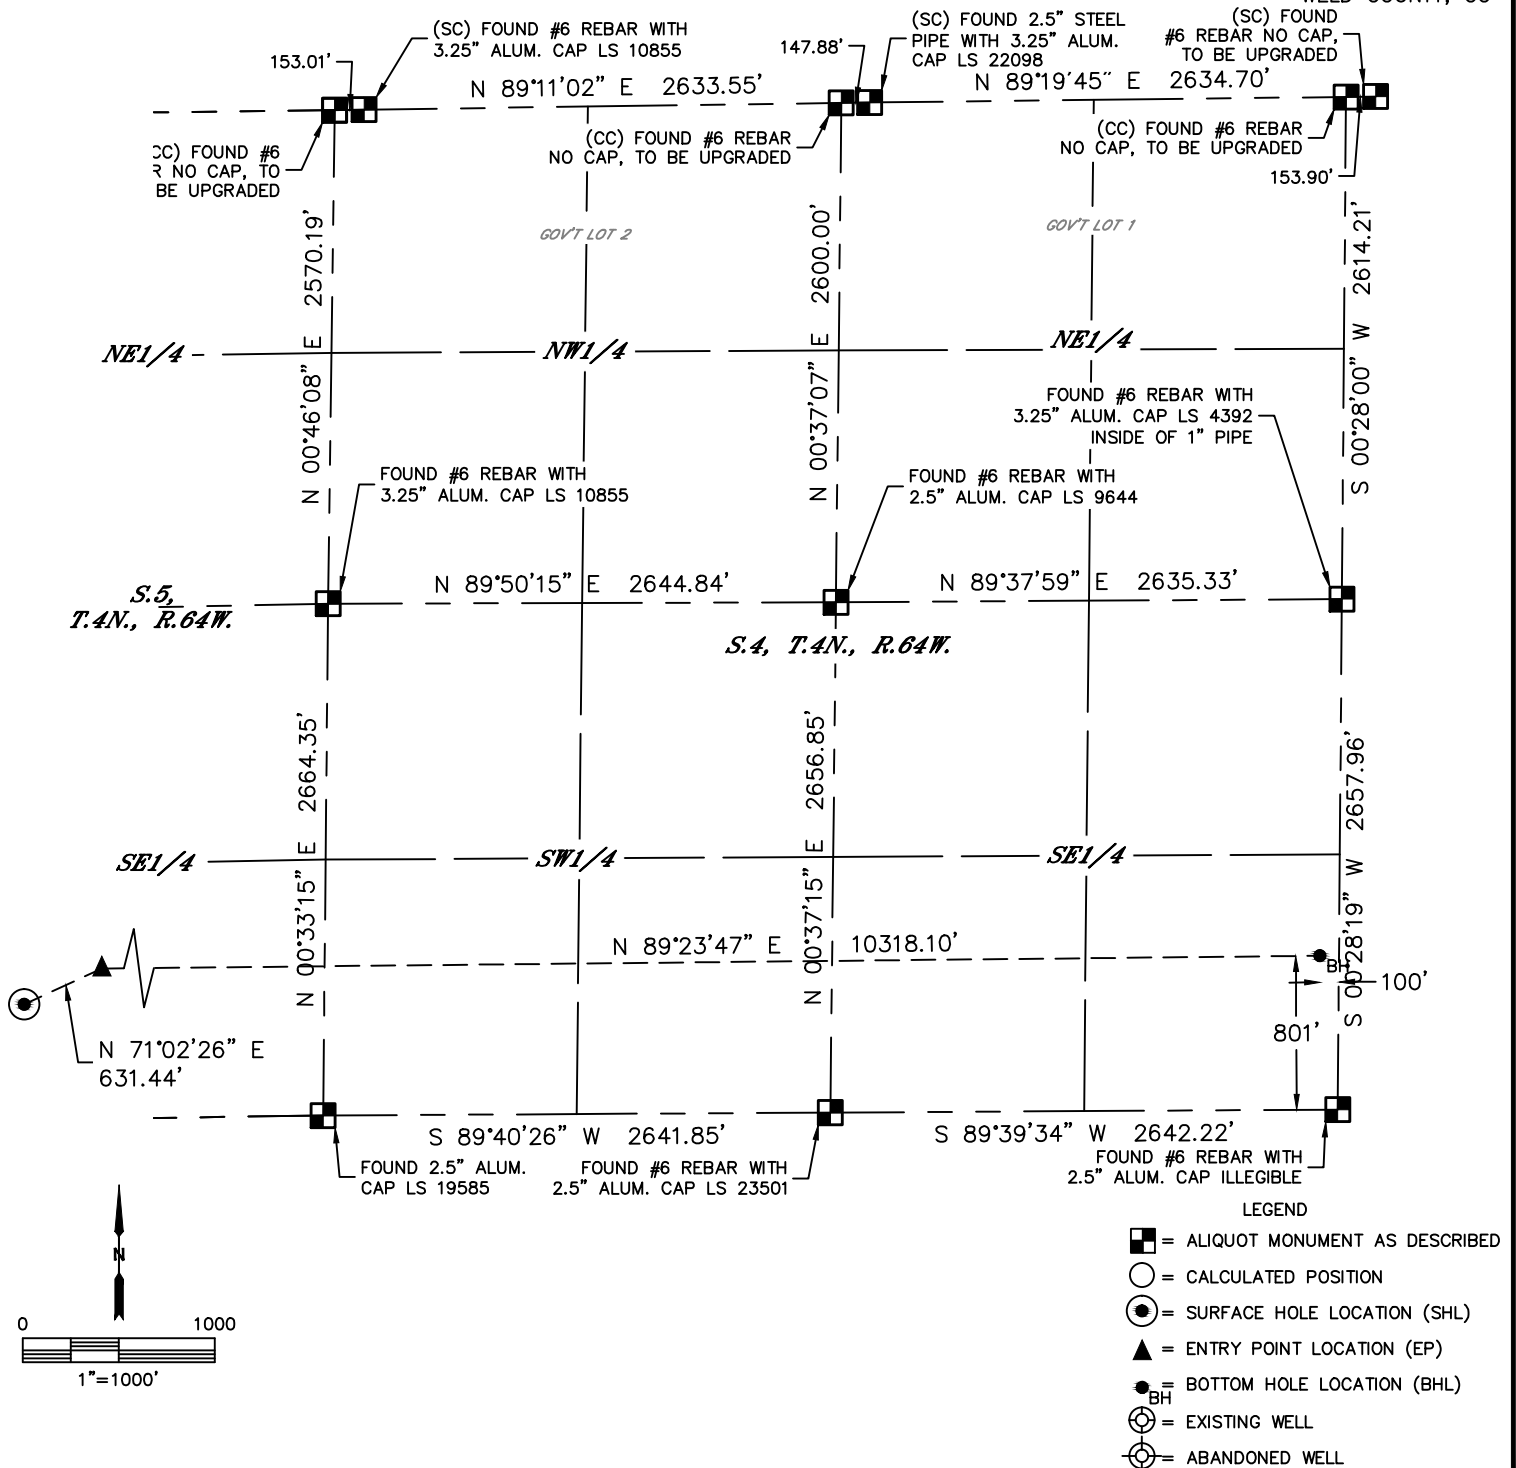 (SC) FOUND #6 REBAR WITH
3.25" ALUM. CAP LS 10855
153.01'
147.88'
(SC) FOUND 2.5" STEEL
PIPE WITH 3.25" ALUM.
CAP LS 22098
(SC) FOUND
#6 REBAR NO CAP,
TO BE UPGRADED
N 89°11'02" E 2633.55'
N 89°19'45" E 2634.70'
CC) FOUND #6
R NO CAP, TO
BE UPGRADED
(CC) FOUND #6 REBAR
NO CAP, TO BE UPGRADED
(CC) FOUND #6 REBAR
NO CAP, TO BE UPGRADED
153.90'
GOV'T LOT 2
GOV'T LOT 1
N 00°46'08" E 2570.19'
N 00°37'07" E 2600.00'
S 00°28'00" W 2614.21'
NE1/4
NW1/4
NE1/4
FOUND #6 REBAR WITH
3.25" ALUM. CAP LS 4392
INSIDE OF 1" PIPE
FOUND #6 REBAR WITH
3.25" ALUM. CAP LS 10855
FOUND #6 REBAR WITH
2.5" ALUM. CAP LS 9644
N 89°50'15" E 2644.84'
N 89°37'59" E 2635.33'
S.5,
T.4N., R.64W.
S.4, T.4N., R.64W.
N 00°33'15" E 2664.35'
N 00°37'15" E 2656.85'
S 00°28'19" W 2657.96'
SE1/4
SW1/4
SE1/4
N 89°23'47" E 10318.10'
BH
100'
801'
N 71°02'26" E
631.44'
S 89°40'26" W 2641.85'
S 89°39'34" W 2642.22'
FOUND 2.5" ALUM.
CAP LS 19585
FOUND #6 REBAR WITH
2.5" ALUM. CAP LS 23501
FOUND #6 REBAR WITH
2.5" ALUM. CAP ILLEGIBLE
LEGEND
= ALIQUOT MONUMENT AS DESCRIBED
= CALCULATED POSITION
= SURFACE HOLE LOCATION (SHL)
= ENTRY POINT LOCATION (EP)
BH = BOTTOM HOLE LOCATION (BHL)
= EXISTING WELL
= ABANDONED WELL
N
0 1000
1"=1000'